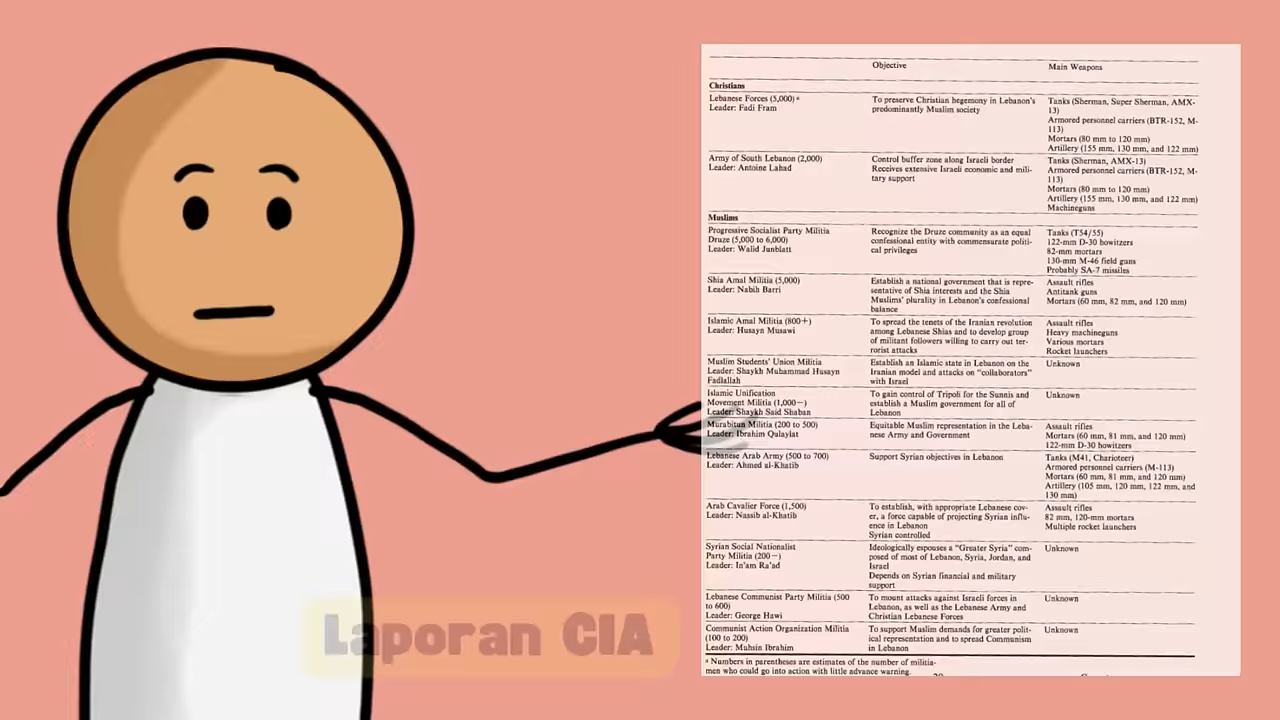 Objective Main Weapons
Christians
Lebanese Forces (5,000) ª To preserve Christian hegemony in Lebanon's Tanks (Sherman, Super Sherman, AMX-
Leader: Fadi Fram predominantly Muslim society 13)
Armored personnel carriers (BTR-152, M-
113)
Mortars (80 mm to 120 mm)
Artillery (155 mm, 130 mm, and 122 mm)
Army of South Lebanon (2,000) Control buffer zone along Israeli border Tanks (Sherman, AMX-13)
Leader: Antoine Lahad Receives extensive Israeli economic and mili- Armored personnel carriers (BTR-152, M-
tary support 113)
Mortars (80 mm to 120 mm)
Artillery (155 mm, 130 mm, and 122 mm)
Machineguns
Muslims
Progressive Socialist Party Militia Recognize the Druze community as an equal Tanks (T54/55)
Druze (5,000 to 6,000) confessional entity with commensurate politi- 122-mm D-30 howitzers
Leader: Walid Junblatt cal privileges 82-mm mortars
130-mm M-46 field guns
Probably SA-7 missiles
Shia Amal Militia (5,000) Establish a national government that is repre- Assault rifles
Leader: Nabih Barri sentative of Shia interests and the Shia Antitank guns
Muslims' plurality in Lebanon's confessional Mortars (60 mm, 82 mm, and 120 mm)
balance
Islamic Amal Militia (800+) To spread the tenets of the Iranian revolution Assault rifles
Leader: Husayn Musawi among Lebanese Shias and to develop group Heavy machineguns
of militant followers willing to carry out ter- Various mortars
rorist attacks Rocket launchers
Muslim Students' Union Militia Establish an Islamic state in Lebanon on the Unknown
Leader: Shaykh Muhammad Husayn Iranian model and attacks on "collaborators"
Fadlallah with Israel
Islamic Unification To gain control of Tripoli for the Sunnis and Unknown
Movement Militia (1,000−) establish a Muslim government for all of
Leader: Shaykh Said Shaban Lebanon
Murabitun Militia (200 to 500) Equitable Muslim representation in the Leba- Assault rifles
Leader: Ibrahim Qulaylat nese Army and Government Mortars (60 mm, 81 mm, and 120 mm)
122-mm D-30 howitzers
Lebanese Arab Army (500 to 700) Support Syrian objectives in Lebanon Tanks (M41, Charioteer)
Leader: Ahmed al-Khatib Armored personnel carriers (M-113)
Mortars (60 mm, 81 mm, and 120 mm)
Artillery (105 mm, 120 mm, 122 mm, and
130 mm)
Arab Cavalier Force (1,500) To establish, with appropriate Lebanese cov- Assault rifles
Leader: Nassib al-Khatib er, a force capable of projecting Syrian influ- 82 mm, 120-mm mortars
ence in Lebanon Multiple rocket launchers
Syrian controlled
Syrian Social Nationalist Ideologically espouses a "Greater Syria" com- Unknown
Party Militia (200−) posed of most of Lebanon, Syria, Jordan, and
Leader: In'am Ra'ad Israel
Depends on Syrian financial and military
support
Lebanese Communist Party Militia (500 To mount attacks against Israeli forces in Unknown
to 600) Lebanon, as well as the Lebanese Army and
Leader: George Hawi Christian Lebanese Forces
Communist Action Organization Militia To support Muslim demands for greater polit- Unknown
(100 to 200) ical representation and to spread Communism
Leader: Muhsin Ibrahim in Lebanon
ª Numbers in parentheses are estimates of the number of militia-
men who could go into action with little advance warning.
Laporan CIA